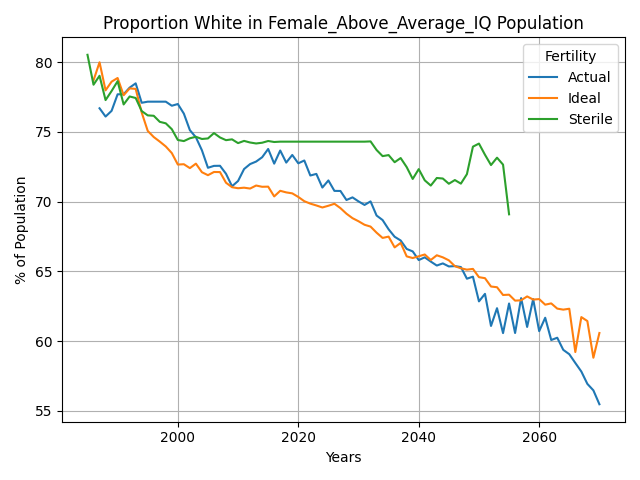 Proportion White in Female_Above_Average_IQ Population
Fertility
Actual
Ideal
Sterile
% of Population
80
75
70
65
60
55
2000
2020
2040
2060
Years